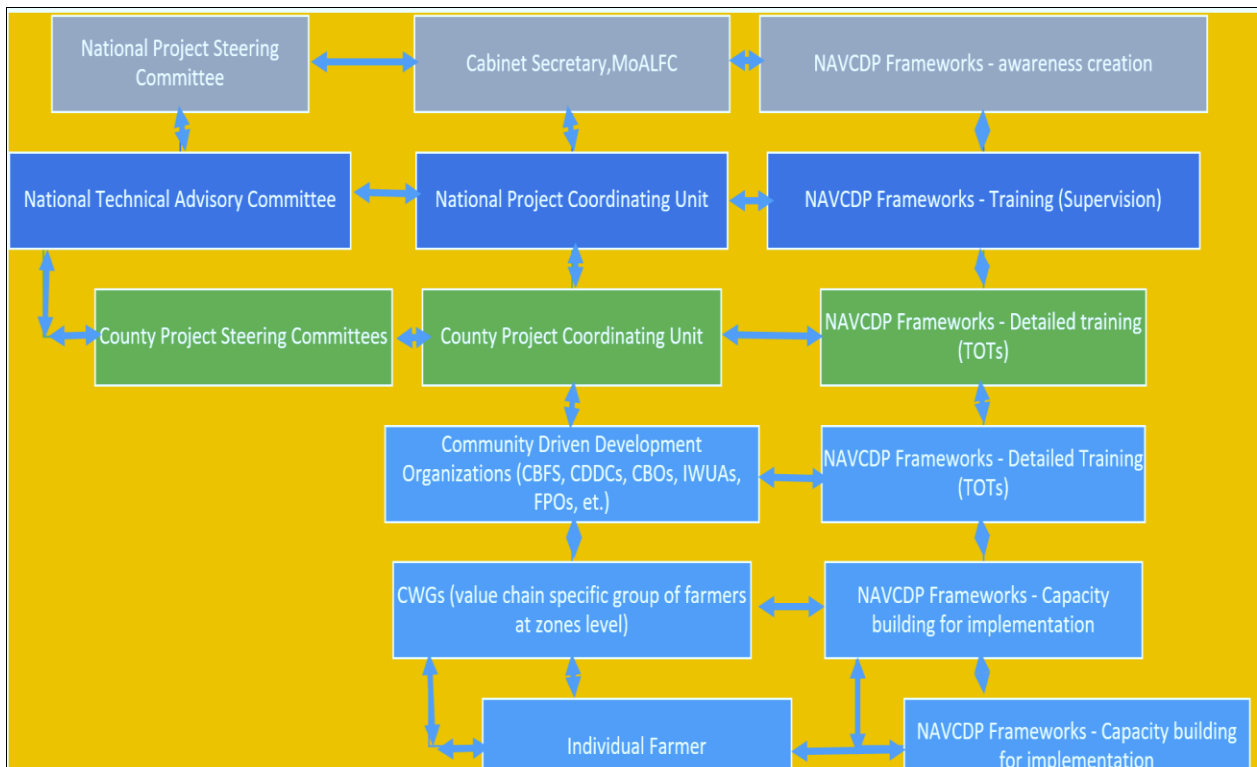 National Project Steering
Committee
Cabinet Secretary,MoALFC
NAVCDP Frameworks - awareness creation
National Technical Advisory Committee
National Project Coordinating Unit
NAVCDP Frameworks - Training (Supervision)
County Project Steering Committees
County Project Coordinating Unit
NAVCDP Frameworks - Detailed training
(TOTs)
Community Driven Development
Organizations (CBFS, CDDCs, CBOs, IWUAs,
FPOs, et.)
NAVCDP Frameworks - Detailed Training
(TOTs)
CWGs (value chain specific group of farmers
at zones level)
NAVCDP Frameworks - Capacity
building for implementation
Individual Farmer
NAVCDP Frameworks - Capacity building
for implementation